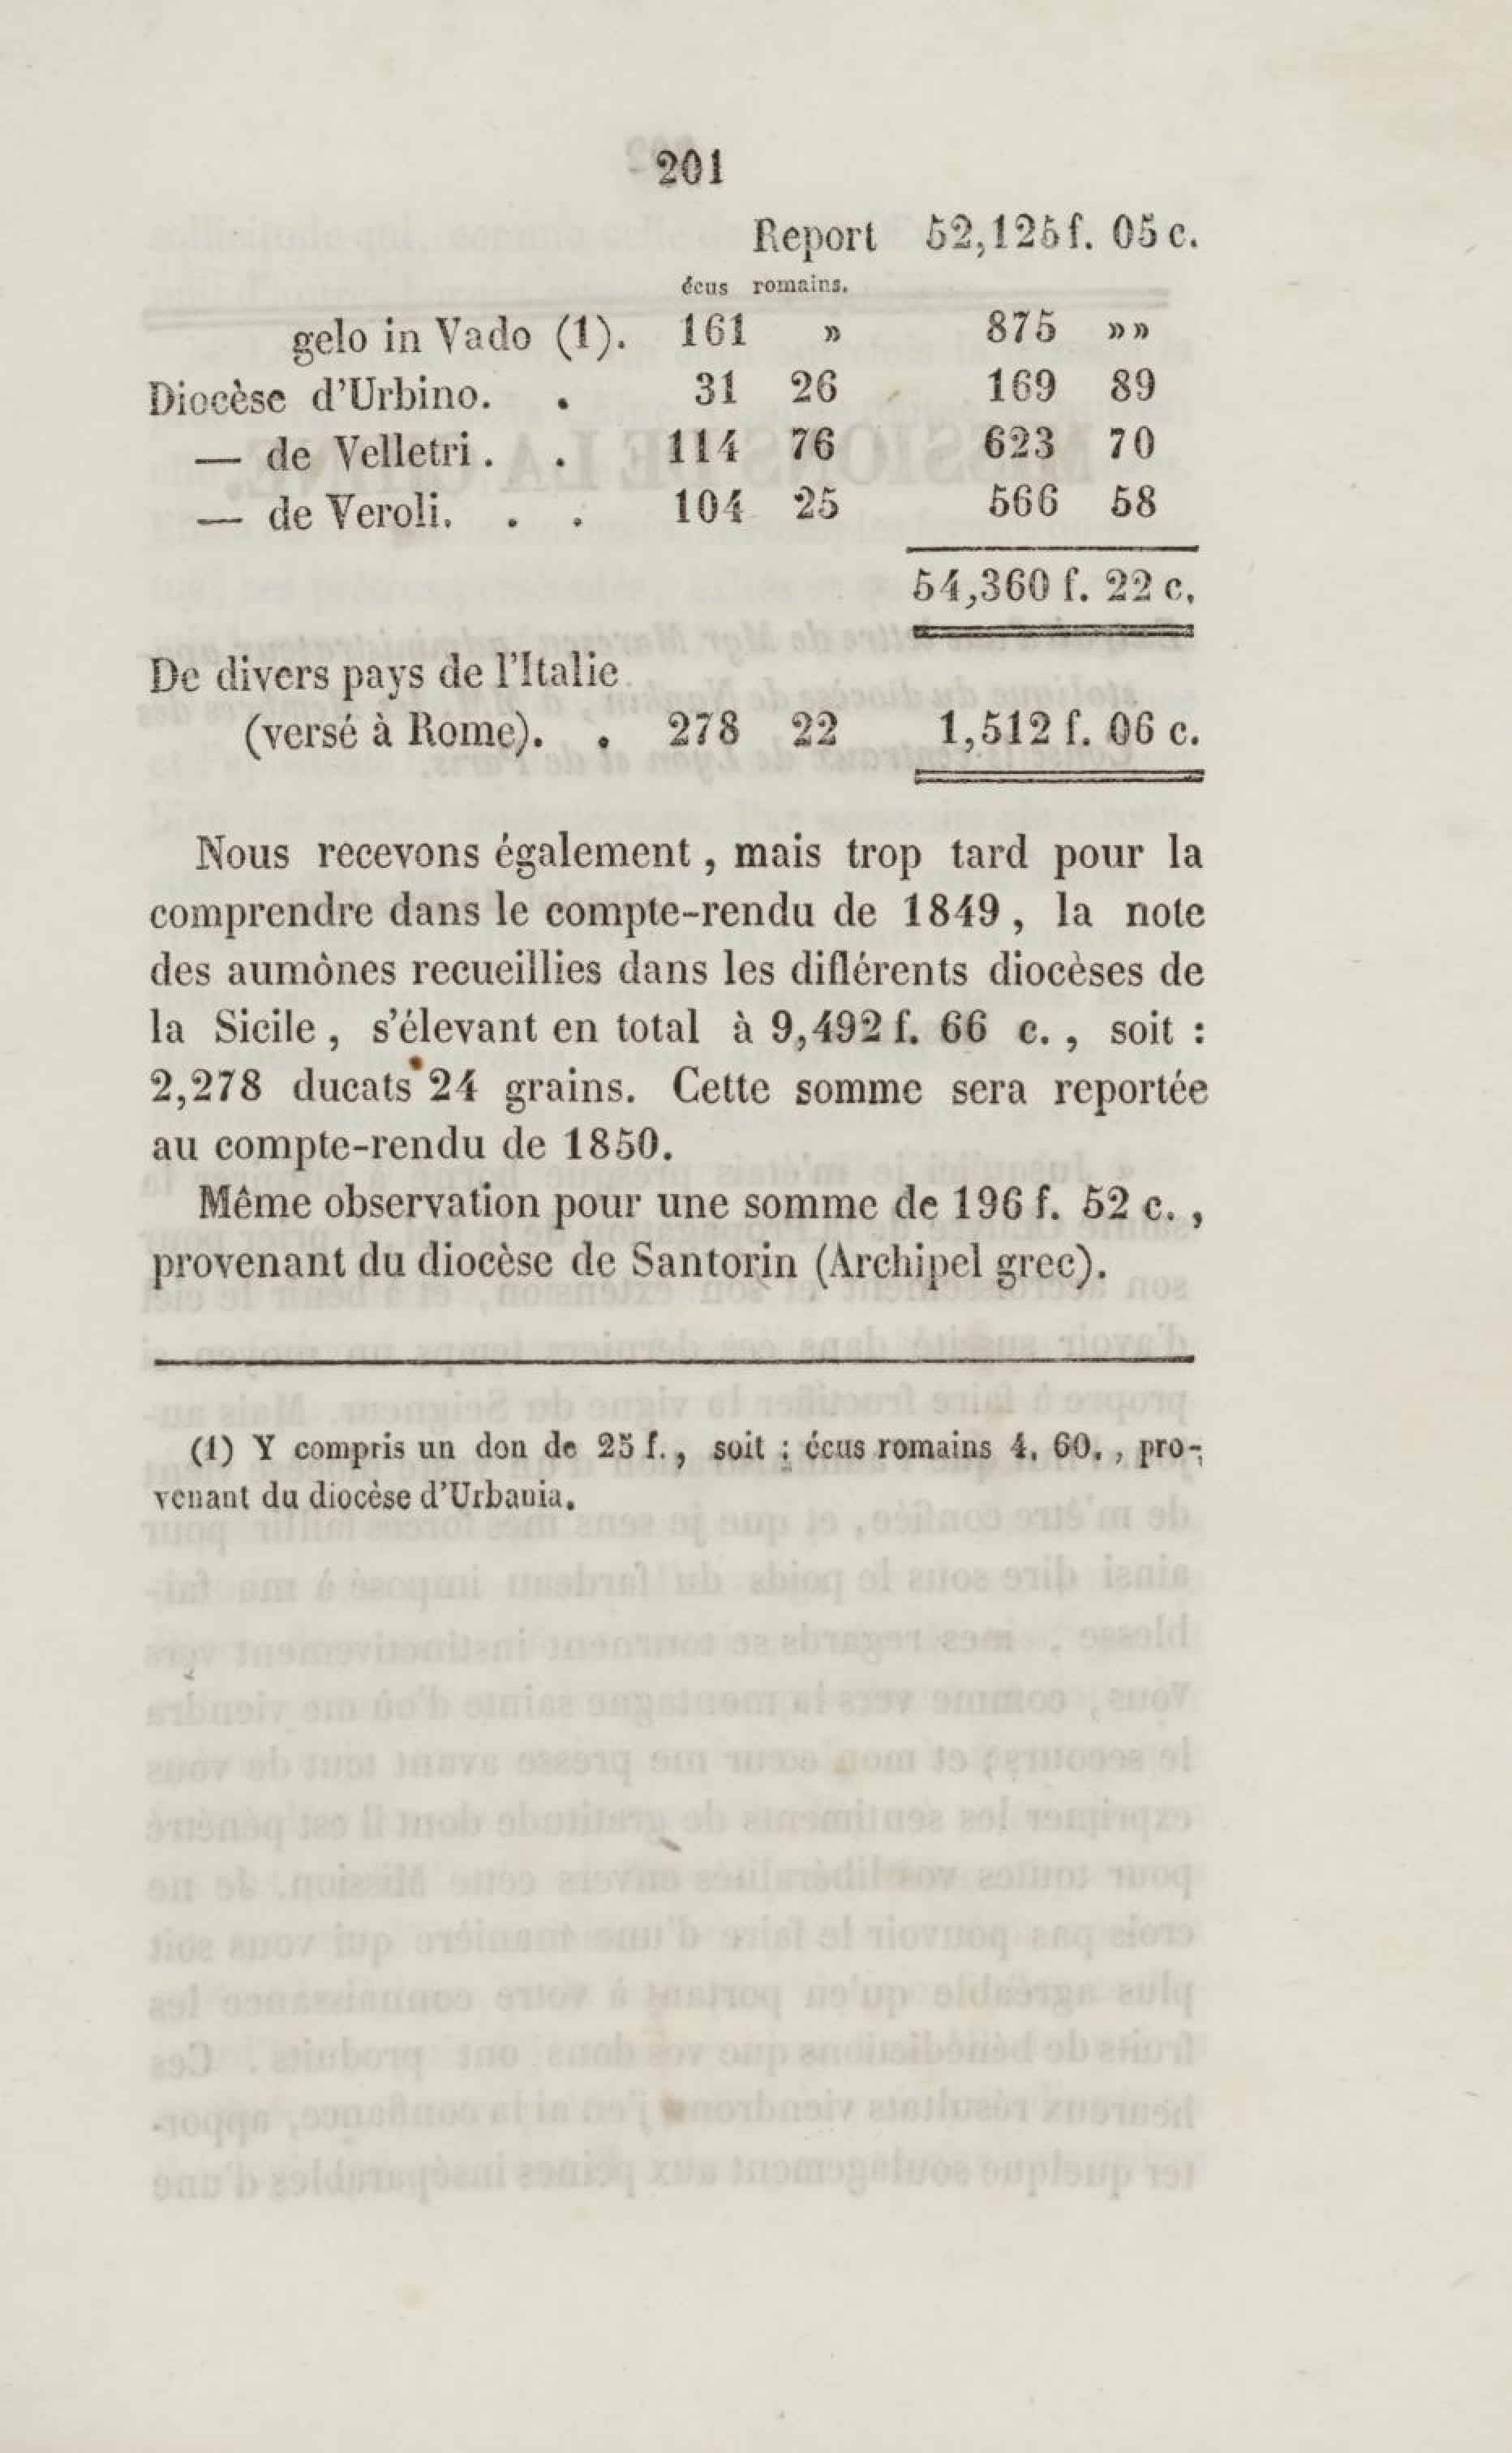 201
Report 52,125 f. 05 c.
écus romains.
gelo in Vado (1). 161 » 875 »»
Diocèse d'Urbino. . 31 26 169 89
— de Velletri. . 114 76 623 70
— de Veroli. . . 104 25 566 58
54,360 f. 22 c.
De divers pays de l'Italie
(versé à Rome). . 278 22 1,512 f. 06 c.
Nous recevons également, mais trop tard pour la
comprendre dans le compte-rendu de 1849, la note
des aumônes recueillies dans les différents diocèses de
la Sicile, s'élevant en total à 9,492 f. 66 c., soit :
2,278 ducats 24 grains. Cette somme sera reportée
au compte-rendu de 1850.
Même observation pour une somme de 196 f. 52 c.,
provenant du diocèse de Santorin (Archipel grec).
(1) Y compris un don de 25 f., soit : écus romains 4. 60., pro-
venant du diocèse d'Urbania.